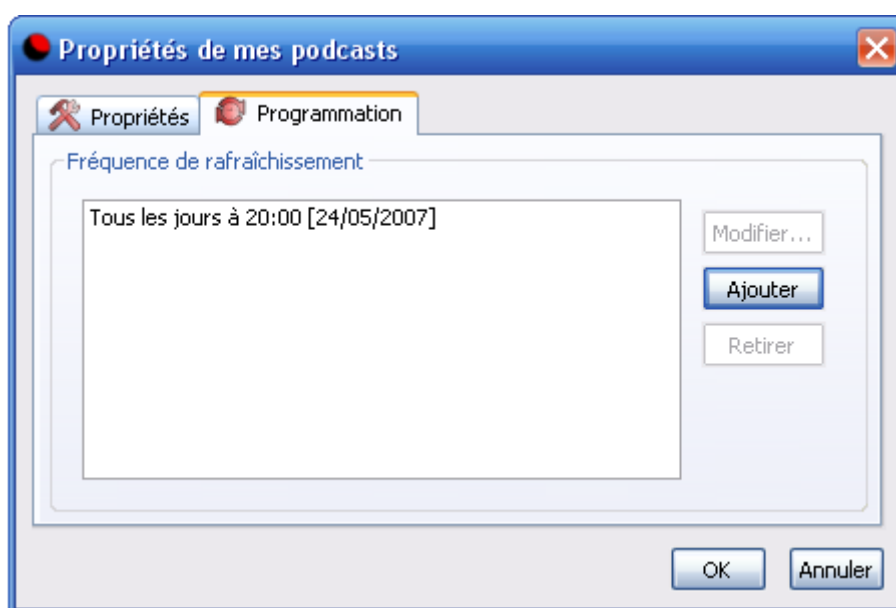 Propriétés de mes podcasts
Propriétés
Programmation
Fréquence de rafraîchissement
Tous les jours à 20:00 [24/05/2007]
Modifier...
Ajouter
Retirer
OK
Annuler